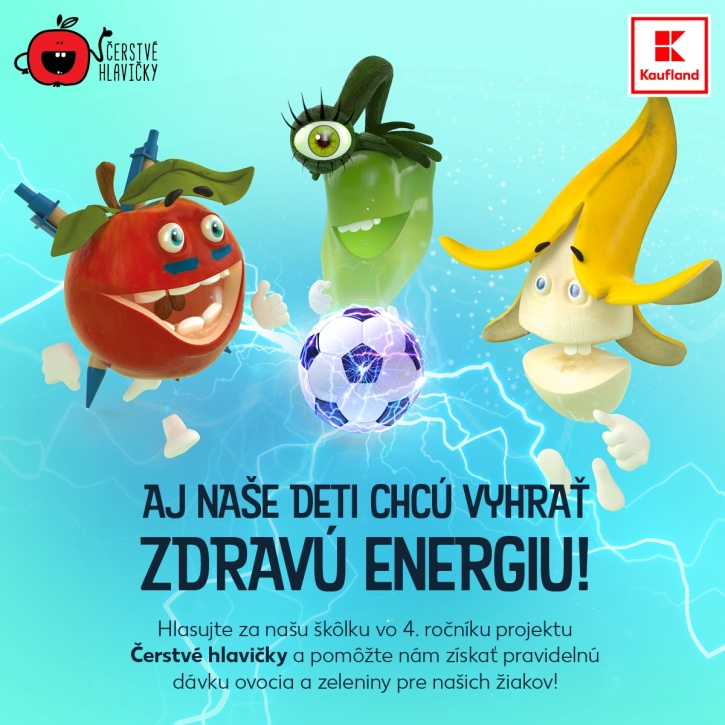 ČERSTVÉ
HLAVIČKY
Kaufland
AJ NAŠE DETI CHCÚ VYHRAŤ
ZDRAVÚ ENERGIU!
Hlasujte za našu škôlku vo 4. ročníku projektu
Čerstvé hlavičky a pomôžte nám získať pravidelnú
dávku ovocia a zeleniny pre našich žiakov!